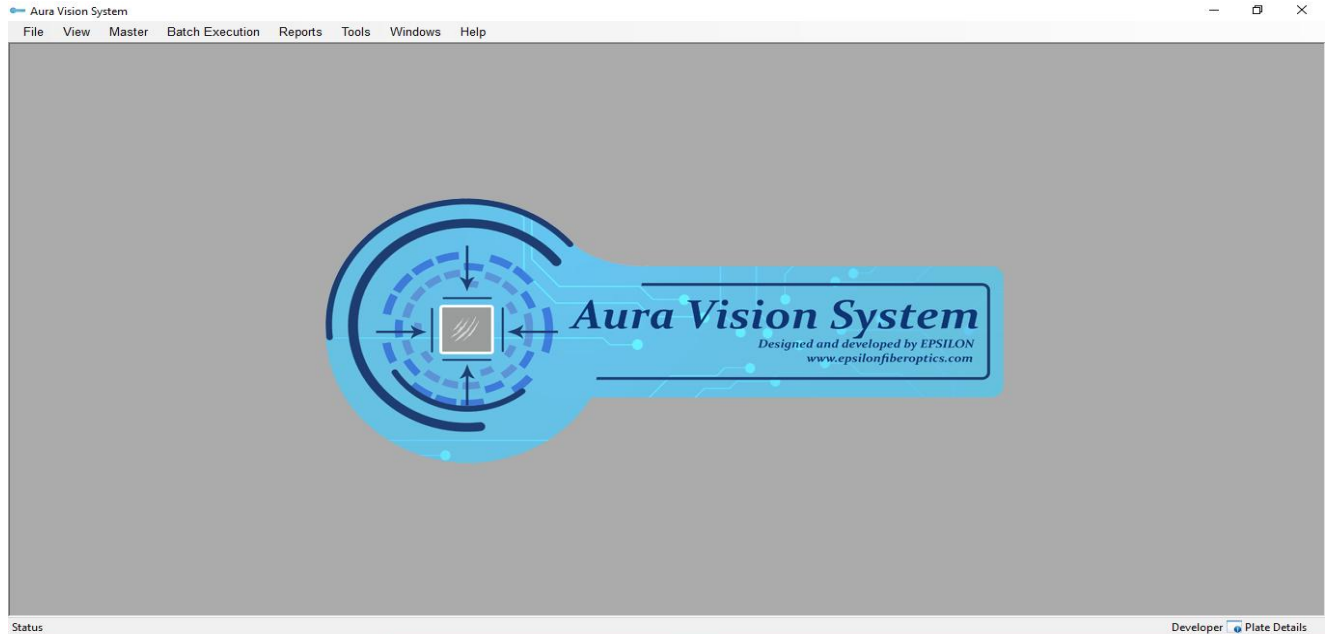 Aura Vision System
File View Master Batch Execution Reports Tools Windows Help
Aura Vision System
Designed and developed by EPSILON
www.epsilonfiberoptics.com
Status Developer Plate Details